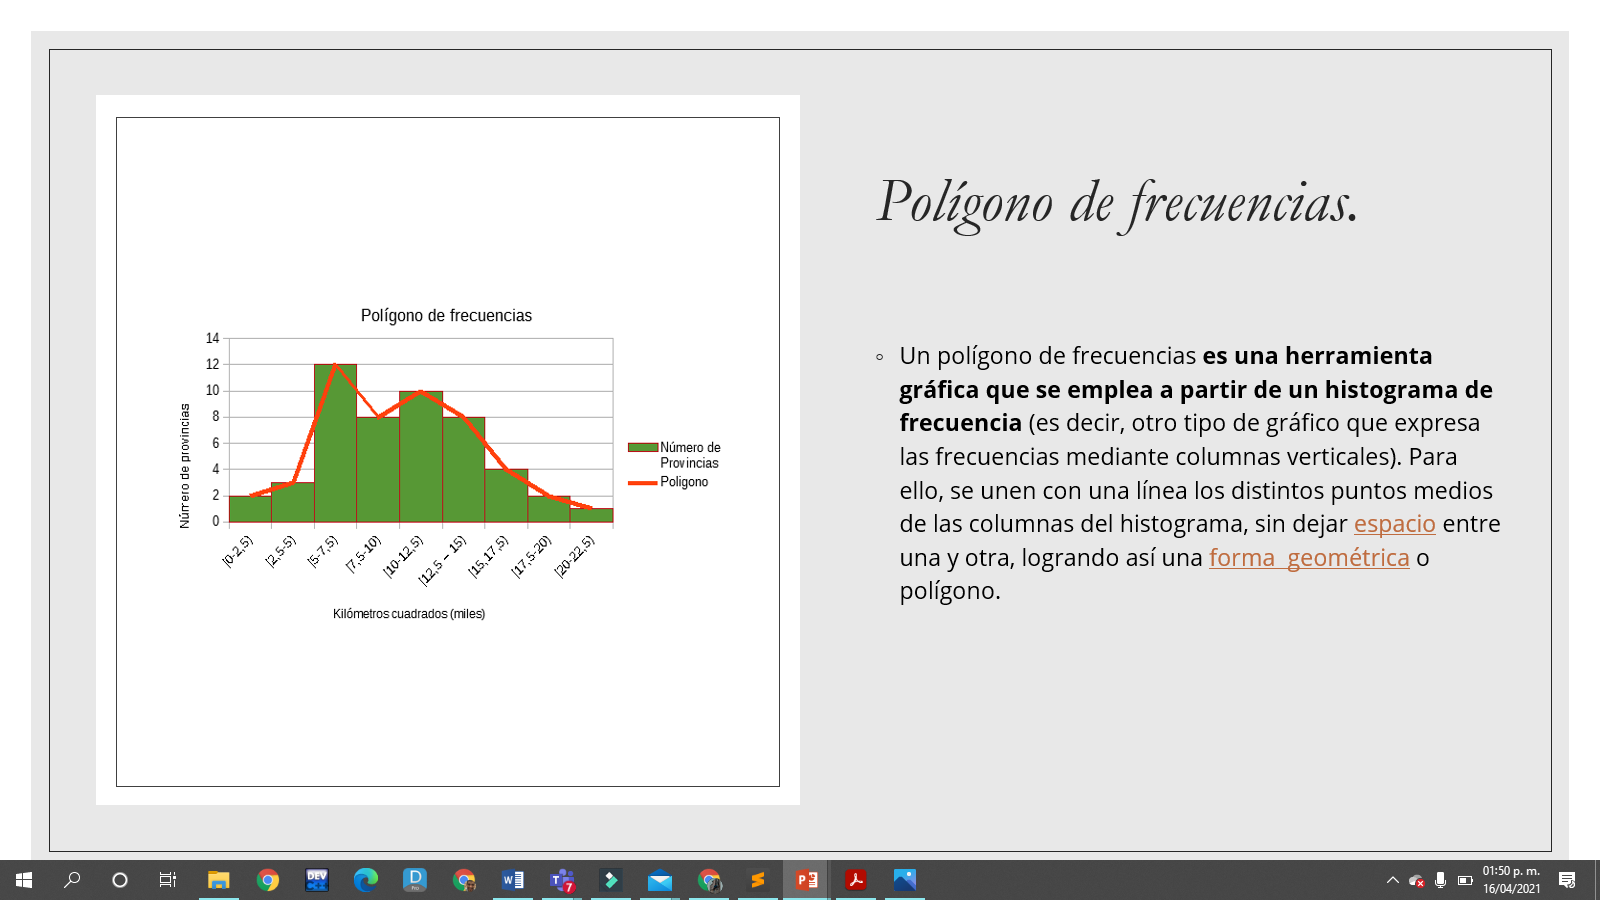 Polígono de frecuencias.
Polígono de frecuencias
14
12
10
8
6
4
2
0
Número de provincias
[0-2,5)
[2,5-5)
[5-7,5)
[7,5-10)
[10-12,5)
[12,5 – 15)
[15,17,5)
[17,5-20)
[20-22,5)
Kilómetros cuadrados (miles)
Número de
Provincias
Poligono
◦ Un polígono de frecuencias es una herramienta
gráfica que se emplea a partir de un histograma de
frecuencia (es decir, otro tipo de gráfico que expresa
las frecuencias mediante columnas verticales). Para
ello, se unen con una línea los distintos puntos medios
de las columnas del histograma, sin dejar espacio entre
una y otra, logrando así una forma geométrica o
polígono.
DEV
D
Pro
W
7
S
P
01:50 p. m.
16/04/2021